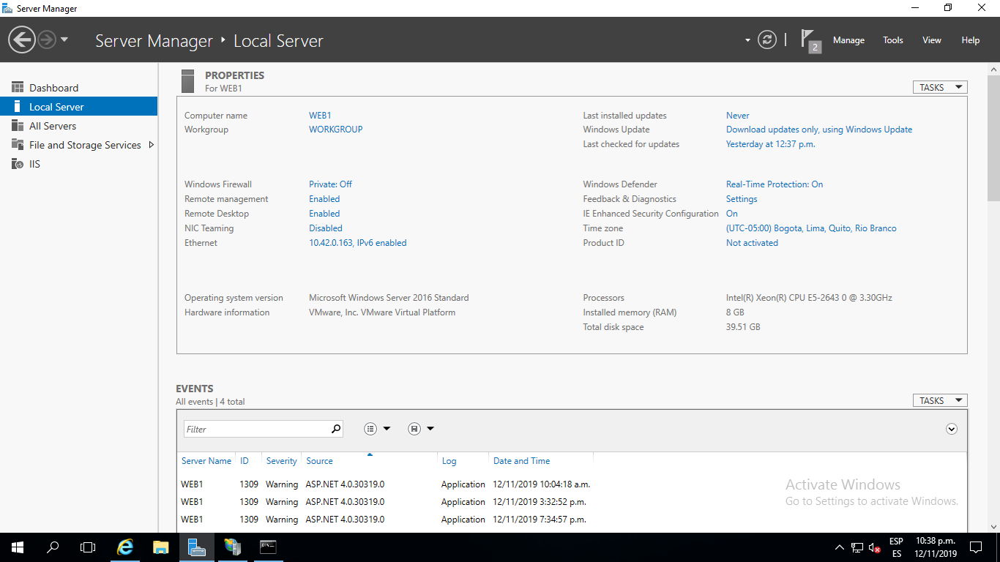 Server Manager
Server Manager ‣ Local Server
2
Manage Tools View Help
Dashboard
Local Server
All Servers
File and Storage Services
IIS
PROPERTIES
For WEB1
TASKS
Computer name WEB1 Last installed updates Never
Workgroup WORKGROUP Windows Update Download updates only, using Windows Update
Last checked for updates Yesterday at 12:37 p.m.
Windows Firewall Private: Off Windows Defender Real-Time Protection: On
Remote management Enabled Feedback & Diagnostics Settings
Remote Desktop Enabled IE Enhanced Security Configuration On
NIC Teaming Disabled Time zone (UTC-05:00) Bogota, Lima, Quito, Rio Branco
Ethernet 10.42.0.163, IPv6 enabled Product ID Not activated
Operating system version Microsoft Windows Server 2016 Standard Processors Intel(R) Xeon(R) CPU E5-2643 0 @ 3.30GHz
Hardware information VMware, Inc. VMware Virtual Platform Installed memory (RAM) 8 GB
Total disk space 39.51 GB
EVENTS
All events | 4 total
TASKS
Filter
Server Name ID Severity Source Log Date and Time
WEB1 1309 Warning ASP.NET 4.0.30319.0 Application 12/11/2019 10:04:18 a.m.
WEB1 1309 Warning ASP.NET 4.0.30319.0 Application 12/11/2019 3:32:52 p.m.
WEB1 1309 Warning ASP.NET 4.0.30319.0 Application 12/11/2019 7:34:57 p.m.
Activate Windows
Go to Settings to activate Windows.
ESP 10:38 p.m.
ES 12/11/2019